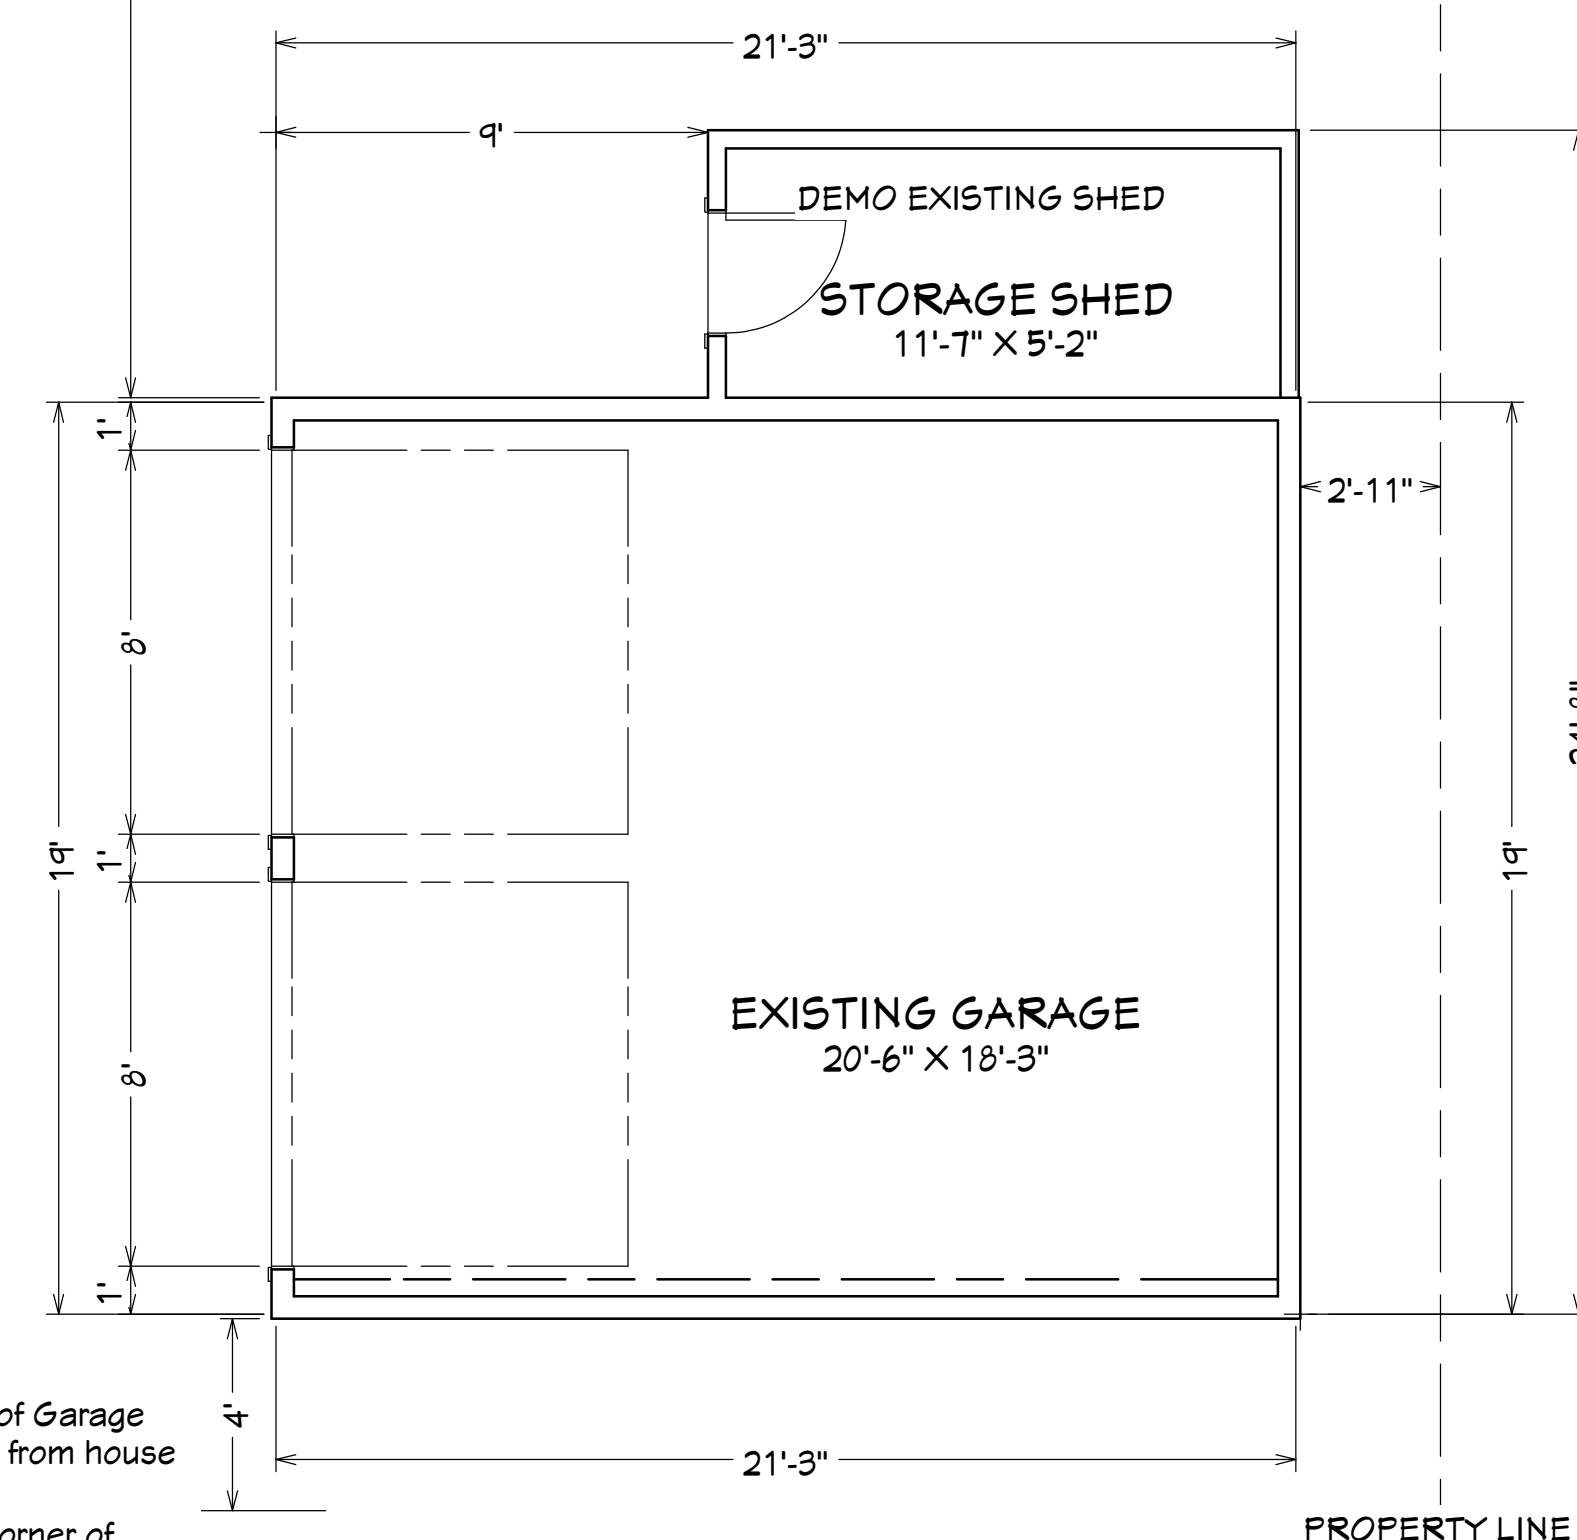 21'-3"
9'
DEMO EXISTING SHED
STORAGE SHED
11'-7" X 5'-2"
1'
2'-11"
8'
19'
1'
19'
EXISTING GARAGE
20'-6" X 18'-3"
8'
1'
4'
of Garage
from house
21'-3"
of
PROPERTY LINE